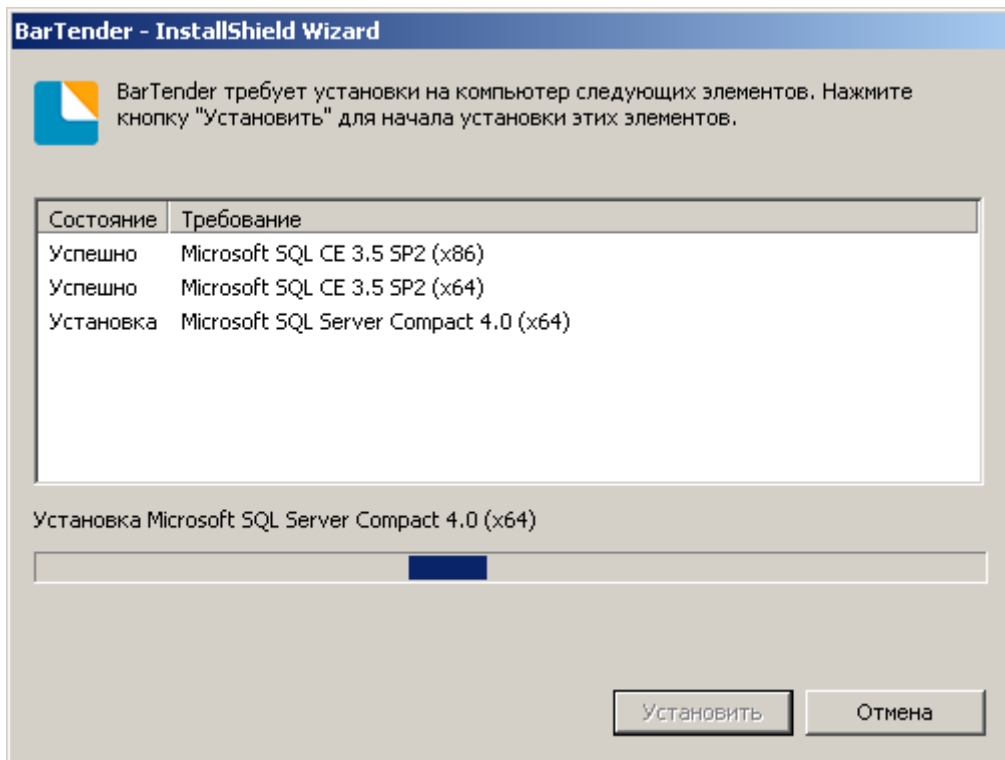 BarTender - InstallShield Wizard
BarTender требует установки на компьютер следующих элементов. Нажмите
кнопку "Установить" для начала установки этих элементов.
Состояние Требование
Успешно Microsoft SQL CE 3.5 SP2 (x86)
Успешно Microsoft SQL CE 3.5 SP2 (x64)
Установка Microsoft SQL Server Compact 4.0 (x64)
Установка Microsoft SQL Server Compact 4.0 (x64)
Установить Отмена